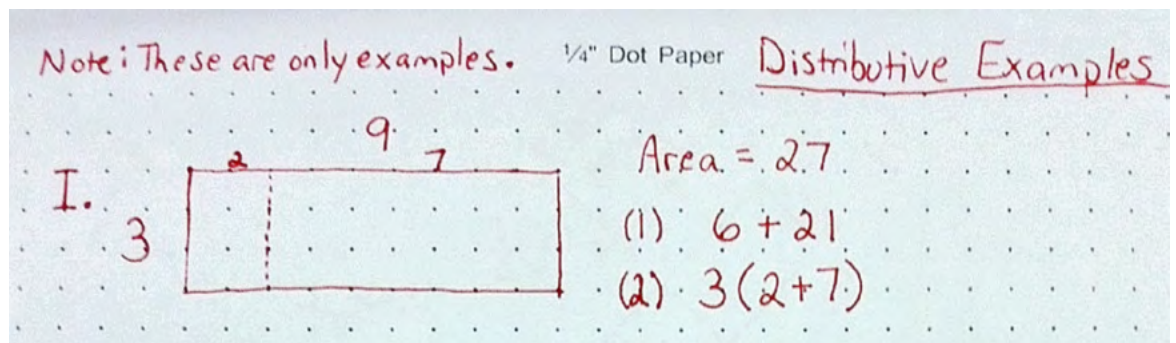 Note: These are only examples. 1/4" Dot Paper Distributive Examples
9
2 7
Area = 27
I.
3
(1) 6 + 21
(2) 3(2+7)